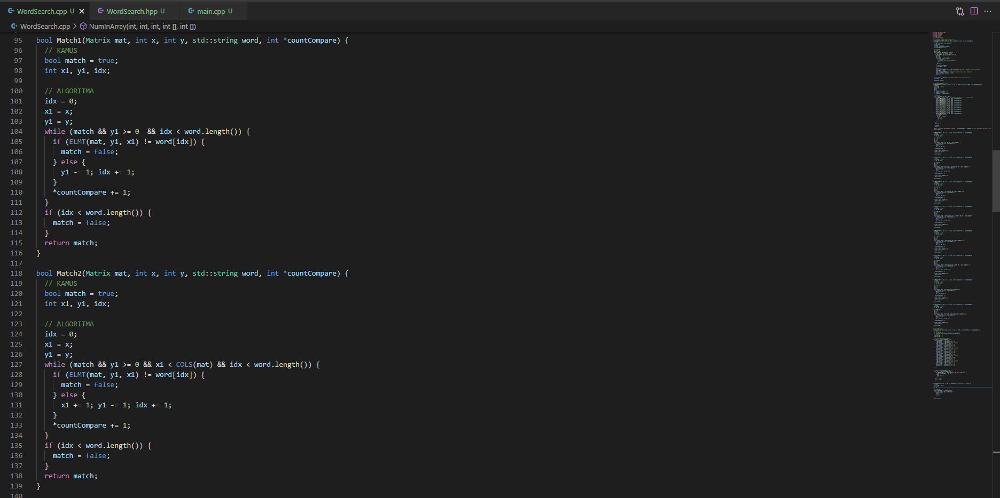 WordSearch.cpp U
WordSearch.hpp U
main.cpp U
WordSearch.cpp > NumInArray(int, int, int, int [], int [])
95 bool Match1(Matrix mat, int x, int y, std::string word, int *countCompare) {
96 // KAMUS
97 bool match = true;
98 int x1, y1, idx;
99
100 // ALGORITMA
101 idx = 0;
102 x1 = x;
103 y1 = y;
104 while (match && y1 >= 0  && idx < word.length()) {
105 if (ELMT(mat, y1, x1) != word[idx]) {
106 match = false;
107 } else {
108 y1 -= 1; idx += 1;
109 }
110 *countCompare += 1;
111 }
112 if (idx < word.length()) {
113 match = false;
114 }
115 return match;
116 }
117
118 bool Match2(Matrix mat, int x, int y, std::string word, int *countCompare) {
119 // KAMUS
120 bool match = true;
121 int x1, y1, idx;
122
123 // ALGORITMA
124 idx = 0;
125 x1 = x;
126 y1 = y;
127 while (match && y1 >= 0 && x1 < COLS(mat) && idx < word.length()) {
128 if (ELMT(mat, y1, x1) != word[idx]) {
129 match = false;
130 } else {
131 x1 += 1; y1 -= 1; idx += 1;
132 }
133 *countCompare += 1;
134 }
135 if (idx < word.length()) {
136 match = false;
137 }
138 return match;
139 }
140